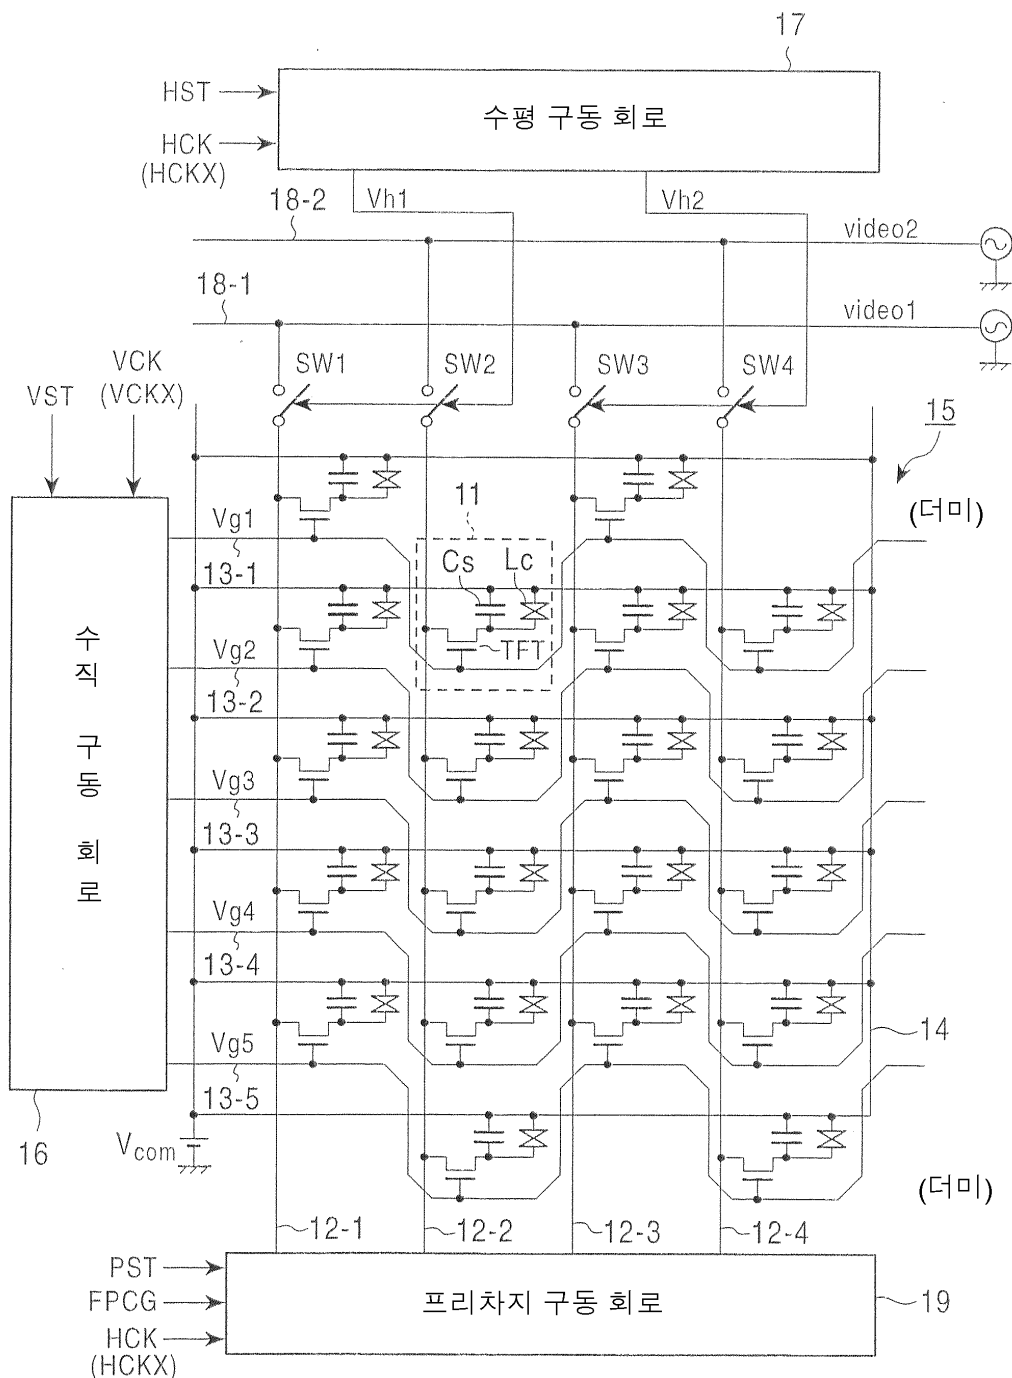 17
HST
수평 구동 회로
HCK
(HCKX)
Vh1
Vh2
18-2
video2
18-1
video1
SW1
SW2
SW3
SW4
VCK
(VCKX)
VST
15
(더미)
11
Vg1
Cs
Lc
13-1
TFT
Vg2
13-2
Vg3
13-3
Vg4
13-4
Vg5
13-5
수직 구동 회로
14
16
Vcom
(더미)
12-1
12-2
12-3
12-4
PST
FPCG
프리차지 구동 회로
19
HCK
(HCKX)